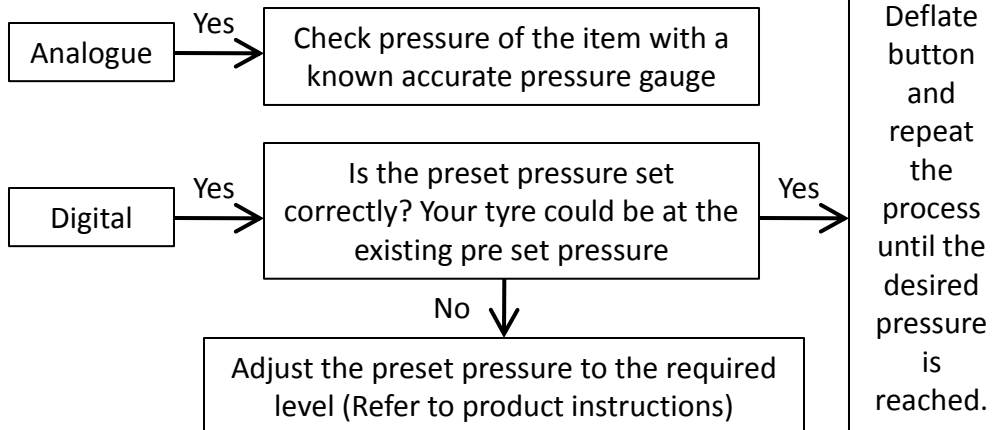 Yes
Analogue
Check pressure of the item with a
known accurate pressure gauge
Yes
Digital
Is the preset pressure set
correctly? Your tyre could be at the
existing pre set pressure
Yes
No
Adjust the preset pressure to the required
level (Refer to product instructions)
Deflate
button
and
repeat
the
process
until the
desired
pressure
is
reached.